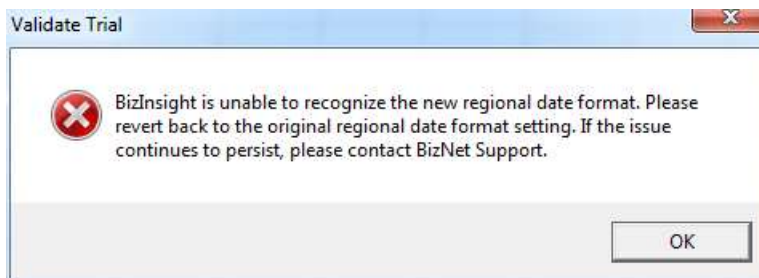 Validate Trial
BizInsight is unable to recognize the new regional date format. Please
revert back to the original regional date format setting. If the issue
continues to persist, please contact BizNet Support.
OK